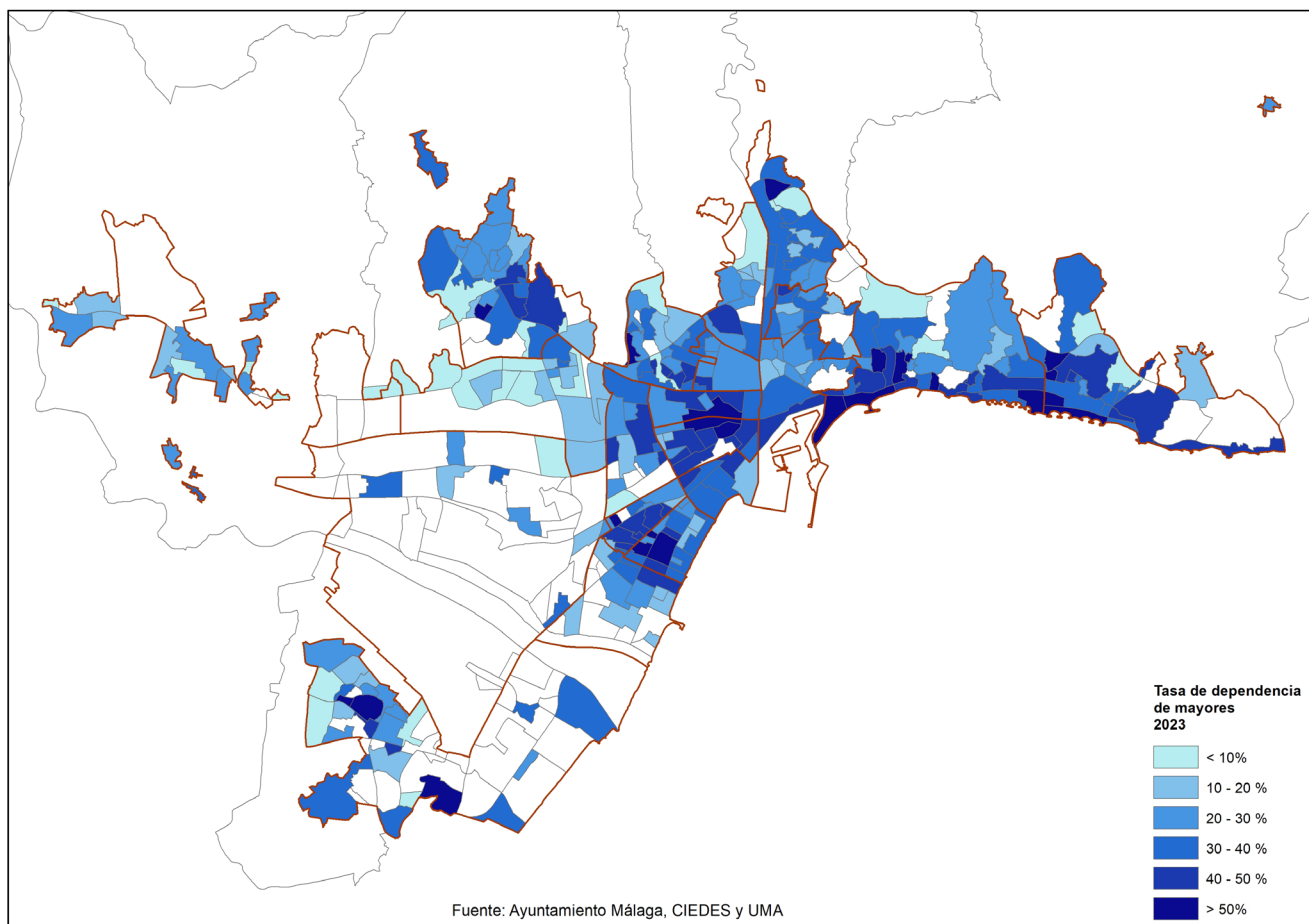 Tasa de dependencia
de mayores
2023
< 10%
10 - 20 %
20 - 30 %
30 - 40 %
40 - 50 %
> 50%
Fuente: Ayuntamiento Málaga, CIEDES y UMA